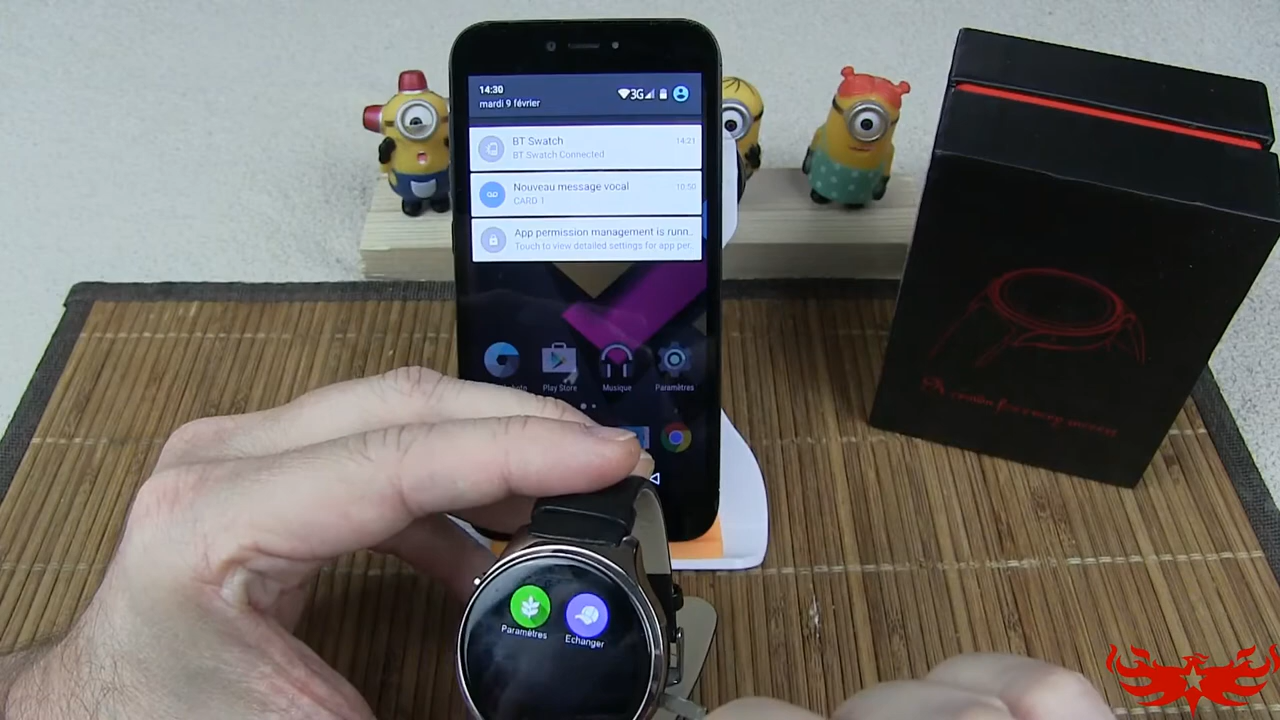 14:30
mardi 9 février
3G
BT Swatch
14:21
BT Swatch Connected
Nouveau message vocal
10:50
CARD 1
App permission management is runn..
Touch to view detailed settings for app per..
Play Store
Musique
Paramètres
Paramètres
Echanger